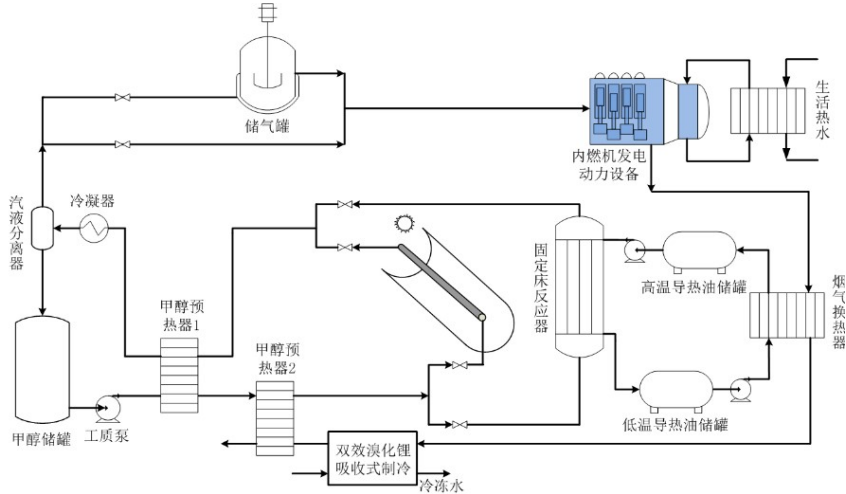 储气罐
内燃机发电
动力设备
生活热水
汽液分离器
冷凝器
固定床反应器
高温导热油储罐
烟气换热器
甲醇预
热器1
甲醇预
热器2
低温导热油储罐
甲醇储罐
工质泵
双效溴化锂
吸收式制冷
冷冻水